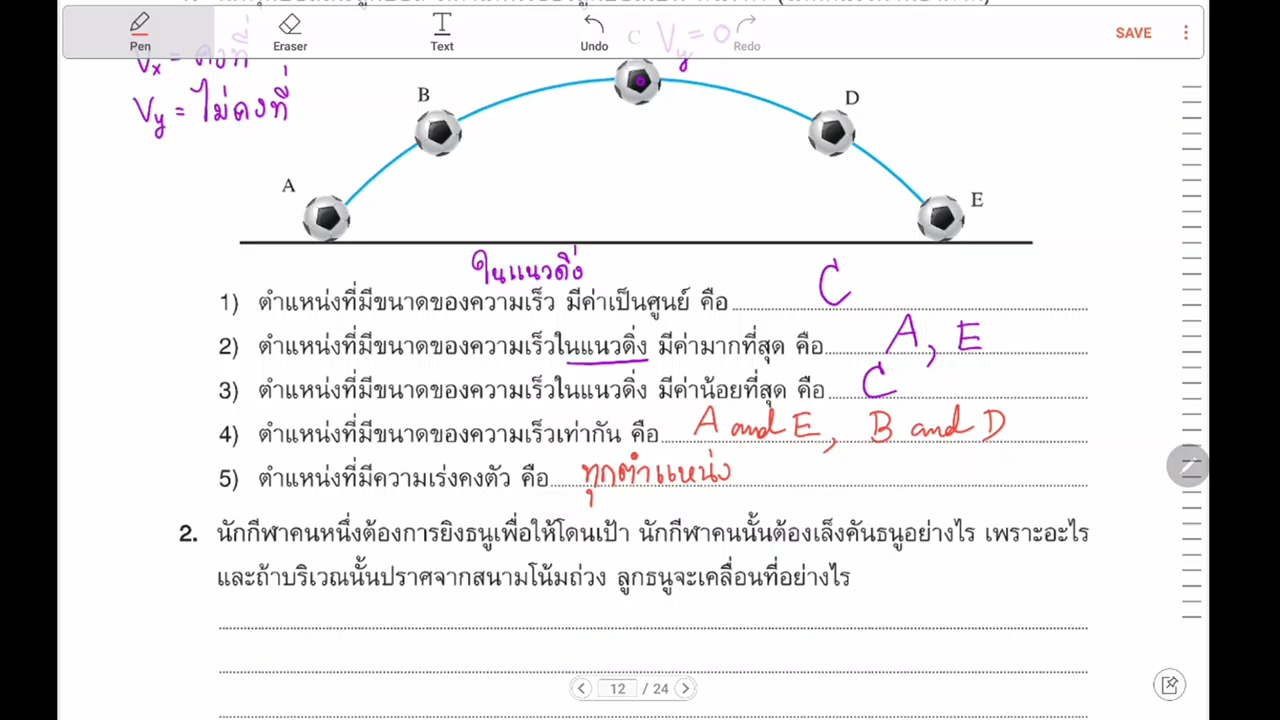 Pen Eraser Text Undo Redo SAVE
C Vy = 0
Vx = คงที่
Vy = ไม่คงที่
B
D
A
E
ในแนวดิ่ง
1) ตำแหน่งที่มีขนาดของความเร็ว มีค่าเป็นศูนย์ คือ C
2) ตำแหน่งที่มีขนาดของความเร็วในแนวดิ่ง มีค่ามากที่สุด คือ A, E
3) ตำแหน่งที่มีขนาดของความเร็วในแนวดิ่ง มีค่าน้อยที่สุด คือ C
4) ตำแหน่งที่มีขนาดของความเร็วเท่ากัน คือ A and E, B and D
5) ตำแหน่งที่มีความเร่งคงตัว คือ ทุกตำแหน่ง
2. นักกีฬาคนหนึ่งต้องการยิงธนูเพื่อให้โดนเป้า นักกีฬาคนนั้นต้องเล็งคันธนูอย่างไร เพราะอะไร
และถ้าบริเวณนั้นปราศจากสนามโน้มถ่วง ลูกธนูจะเคลื่อนที่อย่างไร
12 / 24